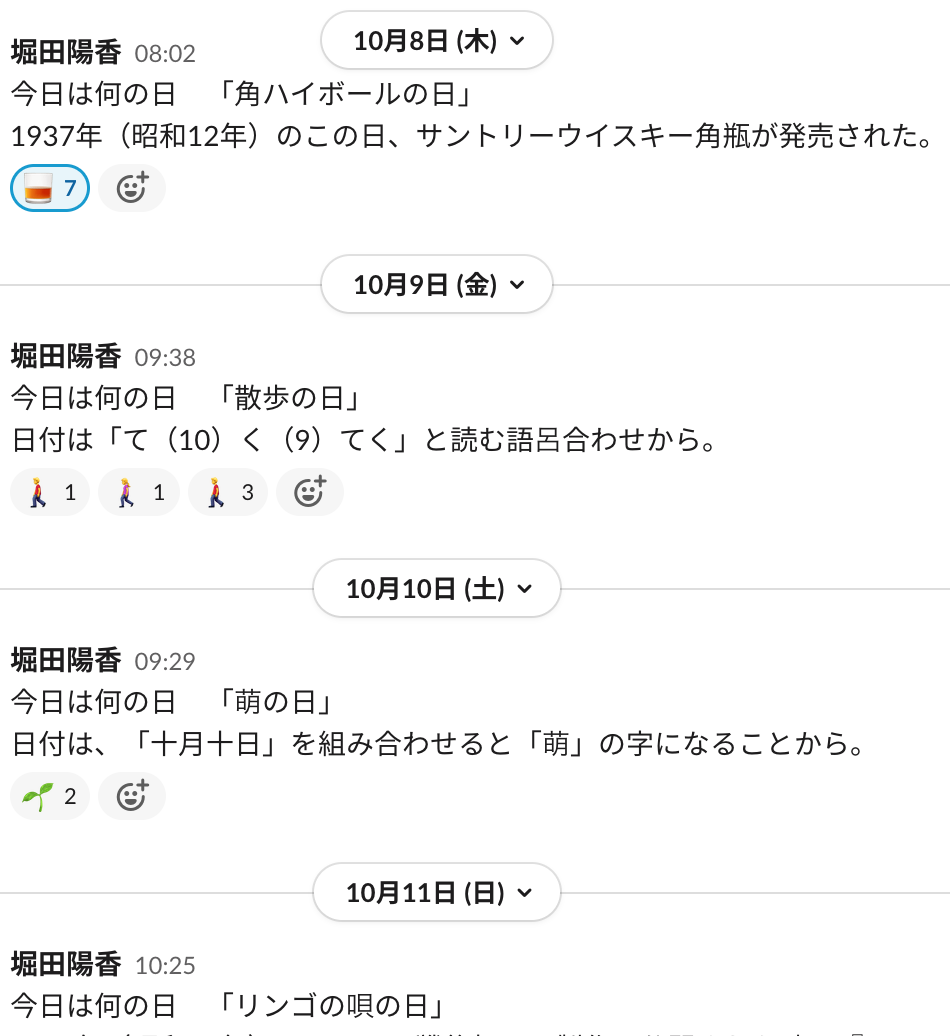 10月8日 (木)
堀田陽香 08:02
今日は何の日　「角ハイボールの日」
1937年（昭和12年）のこの日、サントリーウイスキー角瓶が発売された。
7
10月9日 (金)
堀田陽香 09:38
今日は何の日　「散歩の日」
日付は「て（10）く（9）てく」と読む語呂合わせから。
1 1 3
10月10日 (土)
堀田陽香 09:29
今日は何の日　「萌の日」
日付は、「十月十日」を組み合わせると「萌」の字になることから。
2
10月11日 (日)
堀田陽香 10:25
今日は何の日　「リンゴの唄の日」